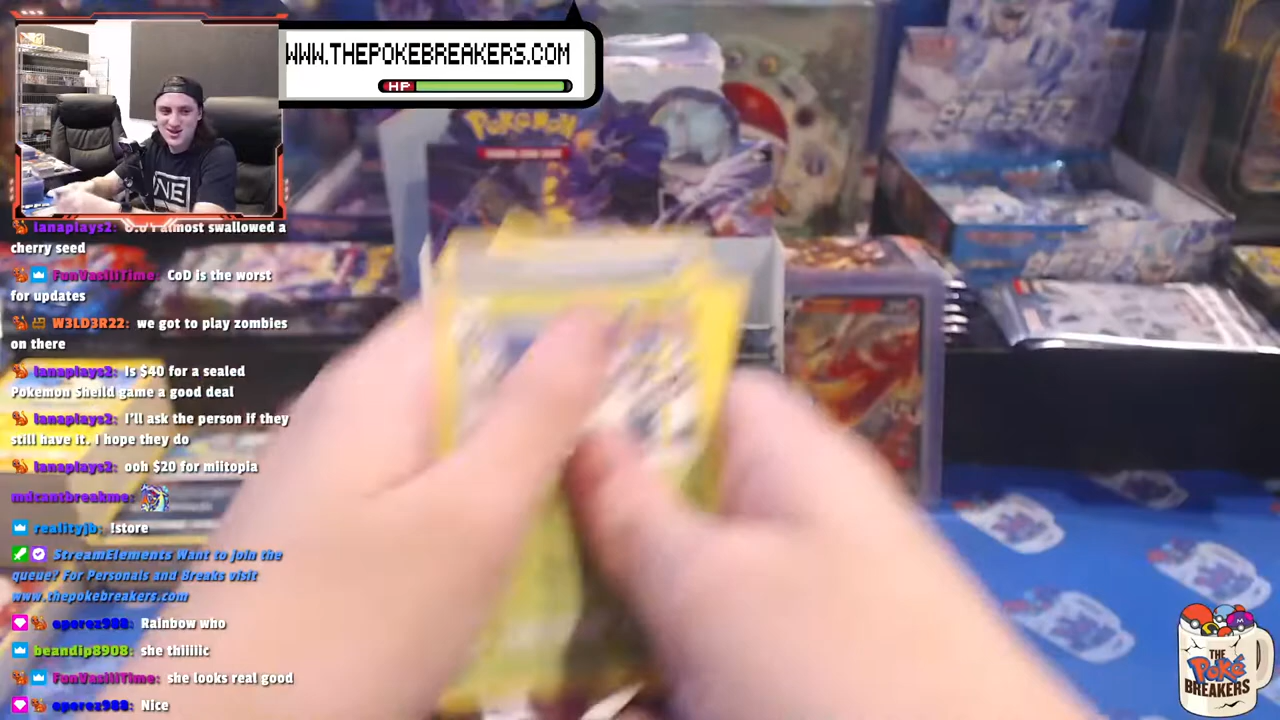 WWW.THEPOKEBREAKERS.COM
HP
Pokémon
lanaplays2: almost swallowed a
cherry seed
FunVasiliTime: CoD is the worst
for updates
W3LD3R22: we got to play zombies
on there
lanaplays2: Is $40 for a sealed
Pokemon Sheild game a good deal
lanaplays2: I'll ask the person if they
still have it. I hope they do
lanaplays2: ooh $20 for miitopia
mdcantbreakme:
realityjb: !store
StreamElements Want to join the
queue? For Personals and Breaks visit
www.thepokebreakers.com
aperez988: Rainbow who
beandip8908: she thiiiic
FunVasiliTime: she looks real good
aperez988: Nice
THE
Poké
BREAKERS